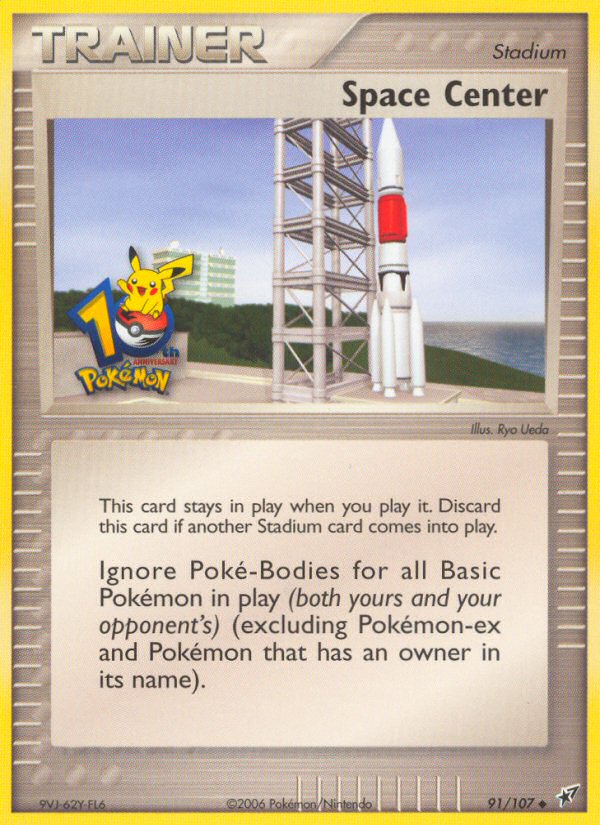 TRAINER
Stadium
Space Center
10th
ANNIVERSARY
POKéMON
Illus. Ryo Ueda
This card stays in play when you play it. Discard
this card if another Stadium card comes into play.
Ignore Poké-Bodies for all Basic
Pokémon in play (both yours and your
opponent's) (excluding Pokémon-ex
and Pokémon that has an owner in
its name).
9VJ-62Y-FL6
©2006 Pokémon/Nintendo
91/107